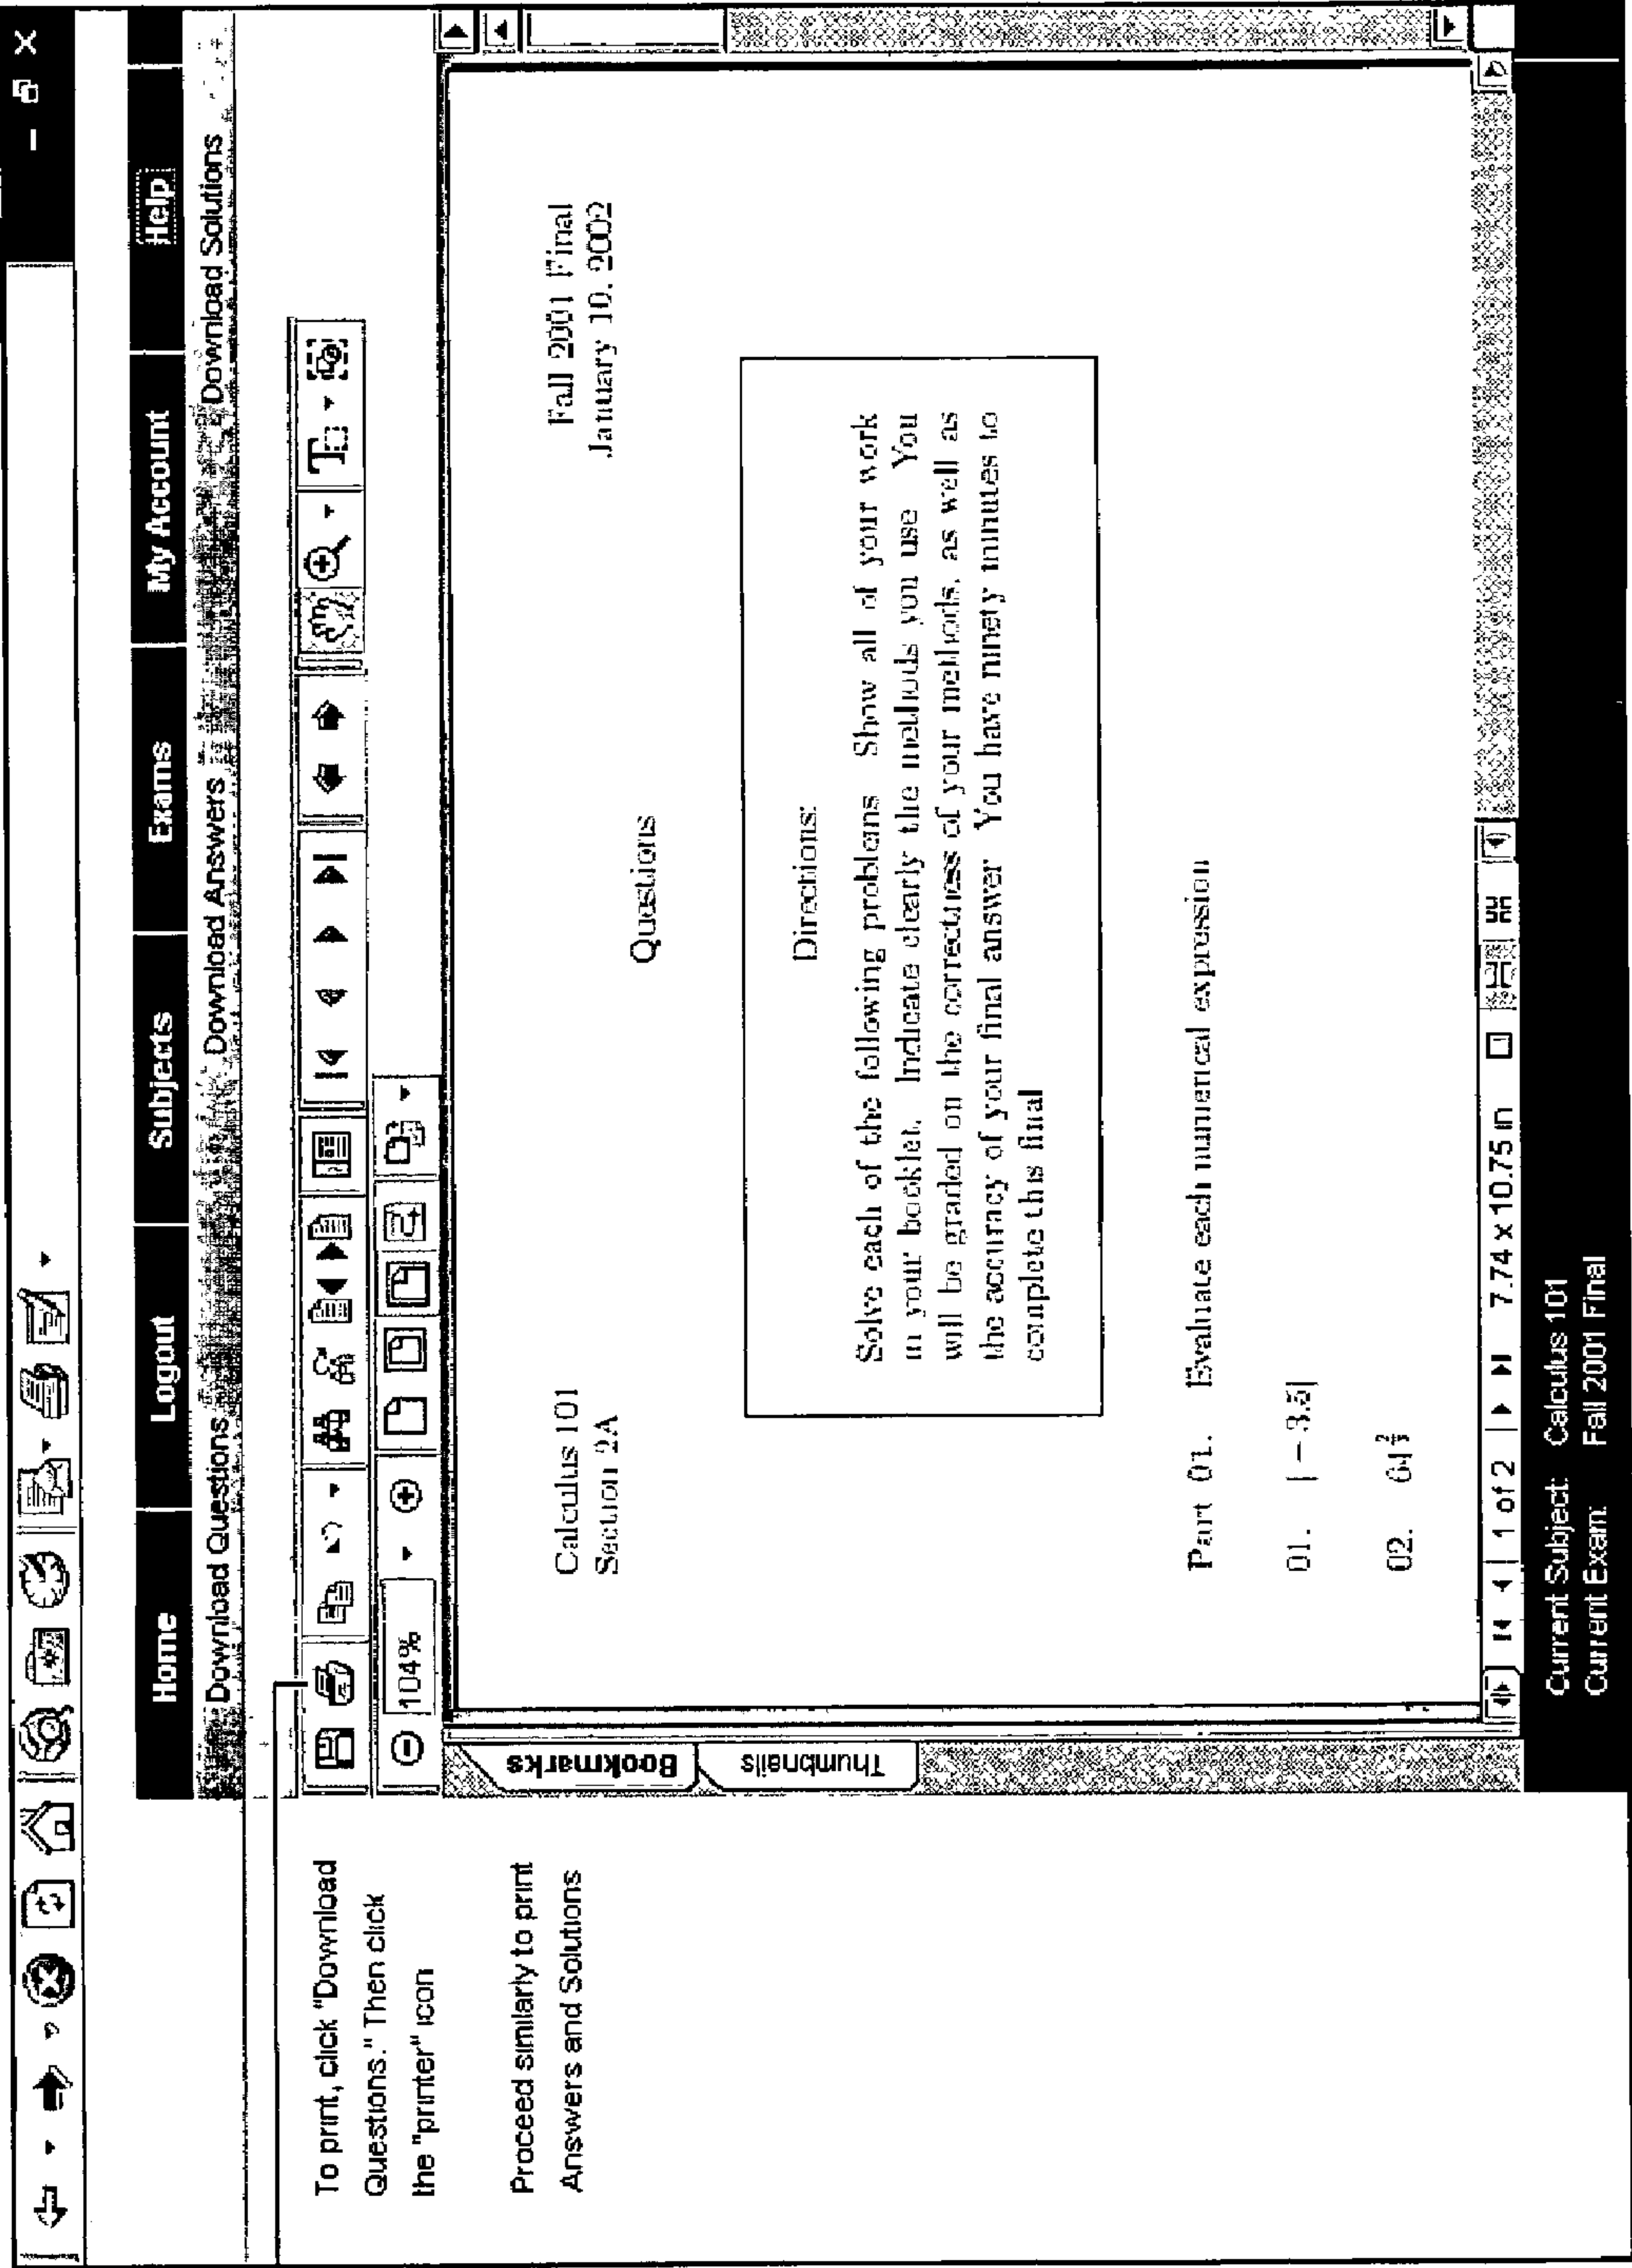 Home Logout Subjects Exams My Account Help
Download Questions Download Answers Download Solutions
To print, click "Download
Questions." Then click
the "printer" icon
Proceed similarly to print
Answers and Solutions
104%
Bookmarks
Thumbnails
Calculus 101 Fall 2001 Final
Section 2A January 10, 2002
Questions
Directions:
Solve each of the following problems Show all of your work
in your booklet. Indicate clearly the methods you use You
will be graded on the correctness of your methods, as well as
the accuracy of your final answer You have ninety minutes to
complete this final
Part 01. Evaluate each numerical expression
01. |−3.5|
02.
1 of 2 7.74 x 10.75 in
Current Subject: Calculus 101
Current Exam: Fall 2001 Final